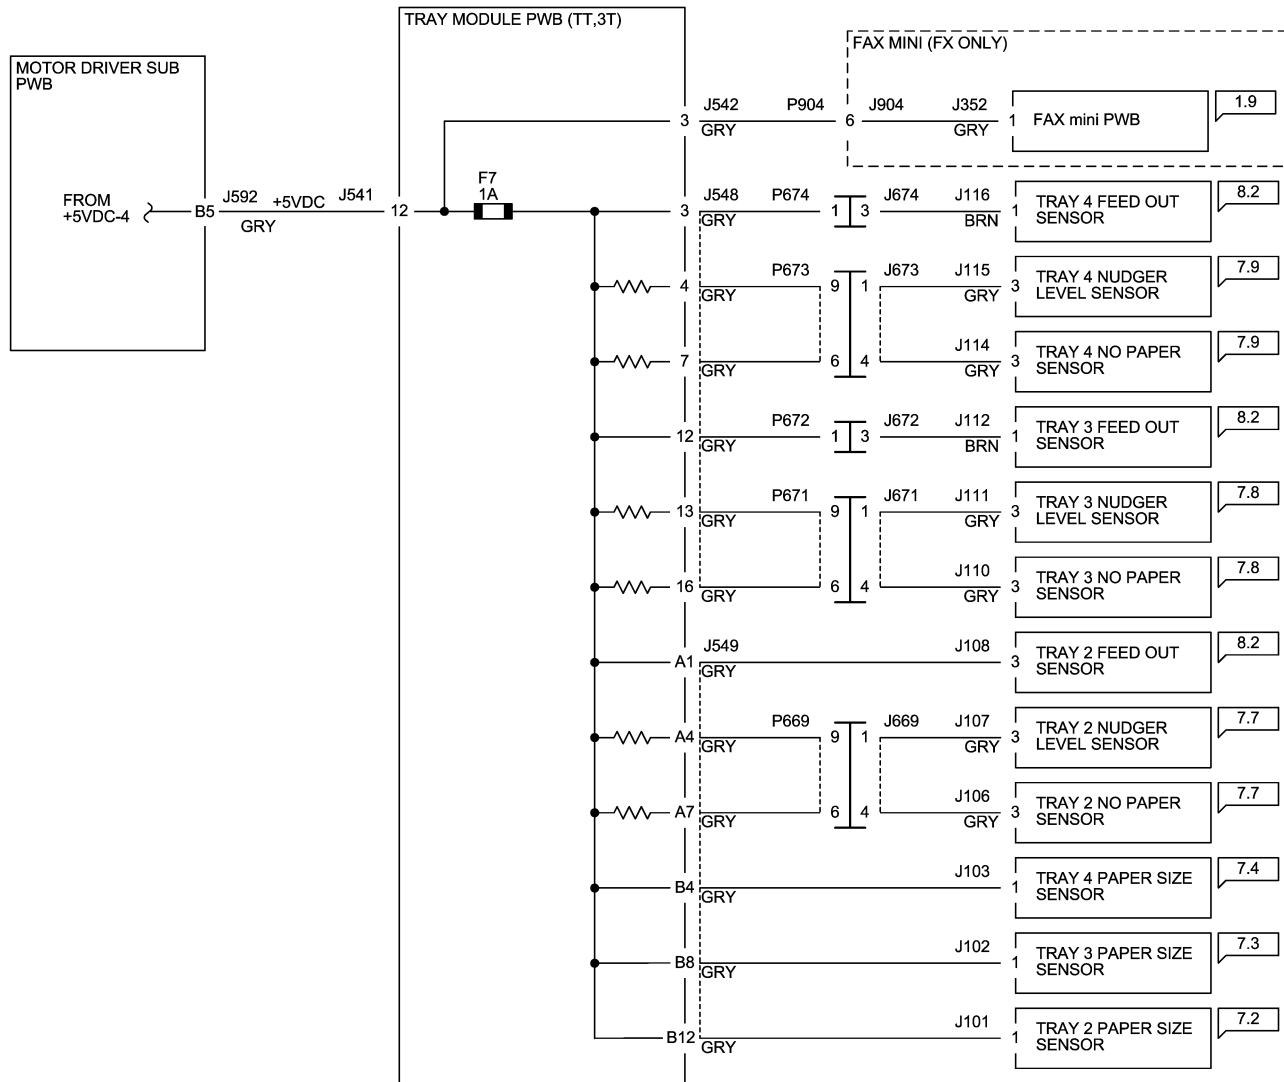 TRAY MODULE PWB (TT,3T)
FAX MINI (FX ONLY)
MOTOR DRIVER SUB
PWB
J542 P904 J904 J352 1.9
3 GRY 6 GRY 1 FAX mini PWB
F7
1A
FROM
+5VDC-4
B5 J592 +5VDC J541 12
GRY
J548 P674 J674 J116 8.2
3 GRY 1 3 BRN 1 TRAY 4 FEED OUT
SENSOR
P673 J673 J115 7.9
4 GRY 9 1 GRY 3 TRAY 4 NUDGER
LEVEL SENSOR
J114 7.9
7 GRY 6 4 GRY 3 TRAY 4 NO PAPER
SENSOR
P672 J672 J112 8.2
12 GRY 1 3 BRN 1 TRAY 3 FEED OUT
SENSOR
P671 J671 J111 7.8
13 GRY 9 1 GRY 3 TRAY 3 NUDGER
LEVEL SENSOR
J110 7.8
16 GRY 6 4 GRY 3 TRAY 3 NO PAPER
SENSOR
J549 J108 8.2
A1 GRY 3 TRAY 2 FEED OUT
SENSOR
P669 J669 J107 7.7
A4 GRY 9 1 GRY 3 TRAY 2 NUDGER
LEVEL SENSOR
J106 7.7
A7 GRY 6 4 GRY 3 TRAY 2 NO PAPER
SENSOR
J103 7.4
B4 GRY 1 TRAY 4 PAPER SIZE
SENSOR
J102 7.3
B8 GRY 1 TRAY 3 PAPER SIZE
SENSOR
J101 7.2
B12 GRY 1 TRAY 2 PAPER SIZE
SENSOR